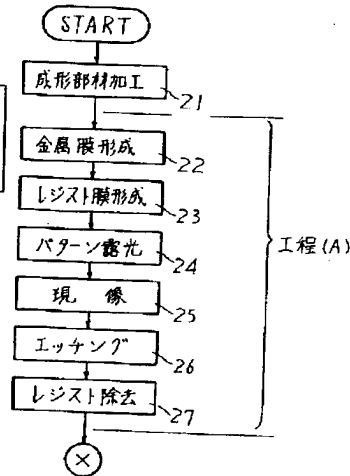 START
成形部材加工
21
金属膜形成
22
レジスト膜形成
23
パターン露光
24
現像
25
エッチング
26
レジスト除去
27
工程(A)
X